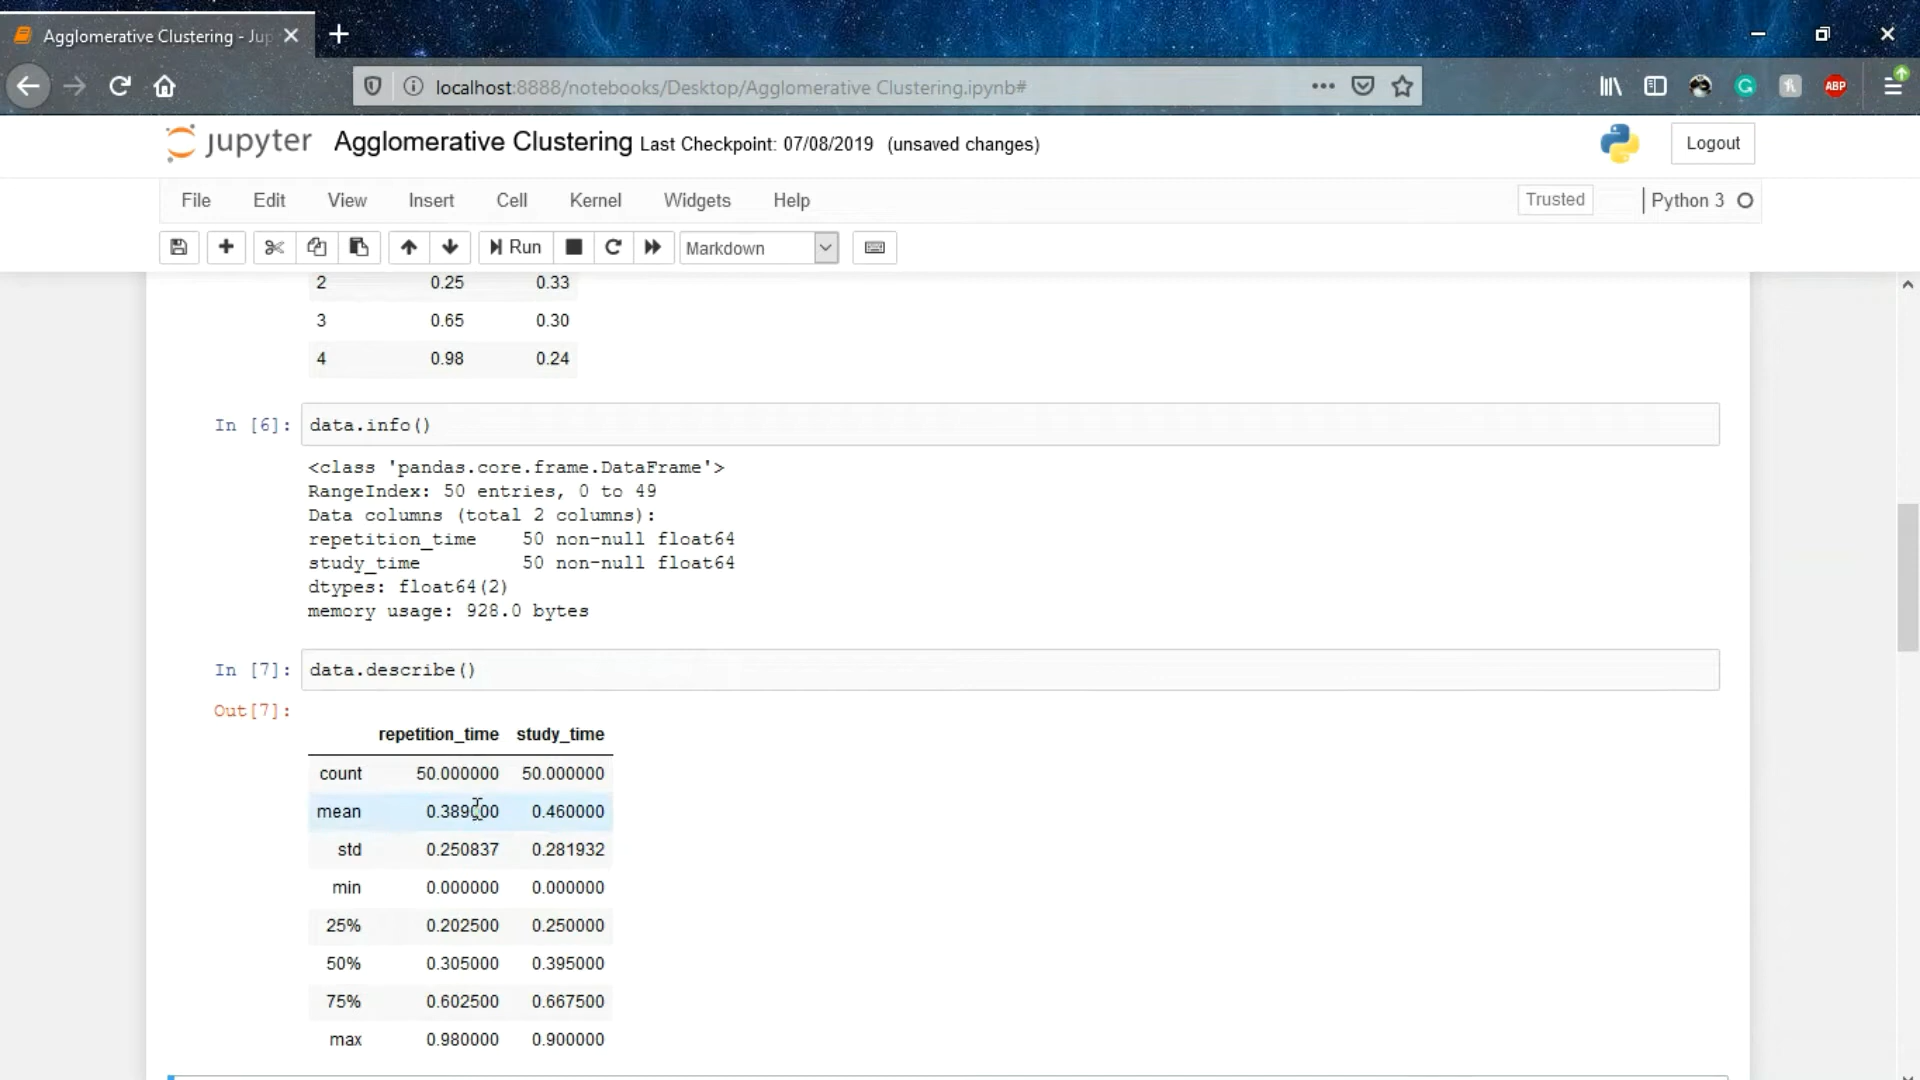 Agglomerative Clustering - Jup
localhost:8888/notebooks/Desktop/Agglomerative Clustering.ipynb#
ABP
jupyter Agglomerative Clustering Last Checkpoint: 07/08/2019 (unsaved changes)
Logout
File Edit View Insert Cell Kernel Widgets Help
Trusted
Python 3
Run
Markdown
2 0.25 0.33
3 0.65 0.30
4 0.98 0.24
In [6]: data.info()
<class 'pandas.core.frame.DataFrame'>
RangeIndex: 50 entries, 0 to 49
Data columns (total 2 columns):
repetition_time 50 non-null float64
study_time 50 non-null float64
dtypes: float64(2)
memory usage: 928.0 bytes
In [7]: data.describe()
Out[7]:
repetition_time study_time
count 50.000000 50.000000
mean 0.389000 0.460000
std 0.250837 0.281932
min 0.000000 0.000000
25% 0.202500 0.250000
50% 0.305000 0.395000
75% 0.602500 0.667500
max 0.980000 0.900000